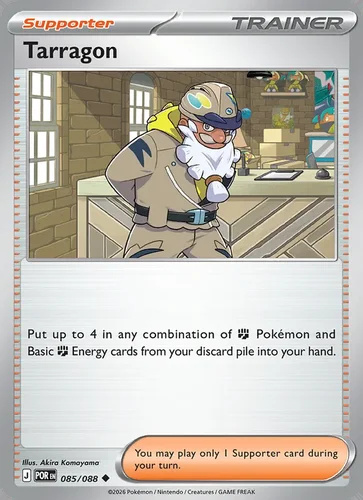 Supporter
TRAINER
Tarragon
Put up to 4 in any combination of Pokémon and
Basic Energy cards from your discard pile into your hand.
Illus. Akira Komayama
J POR EN 085/088
You may play only 1 Supporter card during
your turn.
©2026 Pokémon / Nintendo / Creatures / GAME FREAK